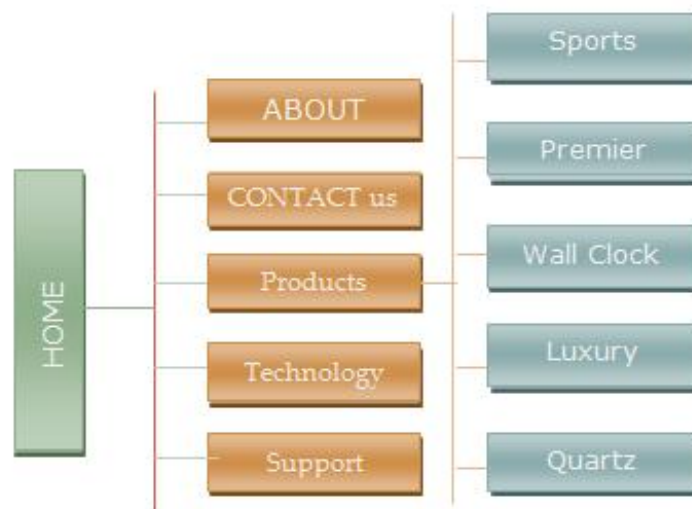 HOME
ABOUT
CONTACT us
Products
Technology
Support
Sports
Premier
Wall Clock
Luxury
Quartz